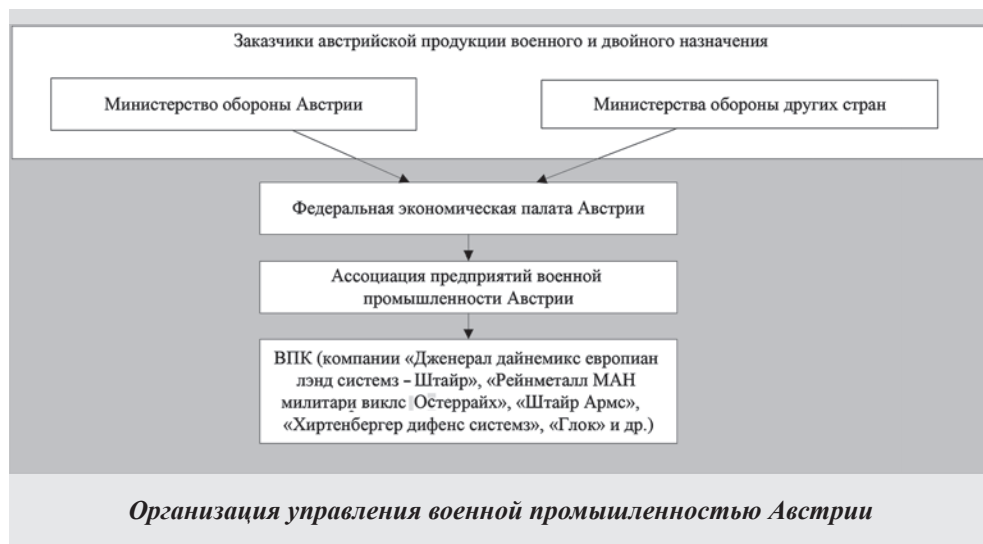 Заказчики австрийской продукции военного и двойного назначения
Министерство обороны Австрии
Министерства обороны других стран
Федеральная экономическая палата Австрии
Ассоциация предприятий военной
промышленности Австрии
ВПК (компании «Дженерал дайнемикс европиан
лэнд системз – Штайр», «Рейнметалл МАН
милитари виклс Остеррайх», «Штайр Армс»,
«Хиртенбергер дифенс системз», «Глок» и др.)
Организация управления военной промышленностью Австрии